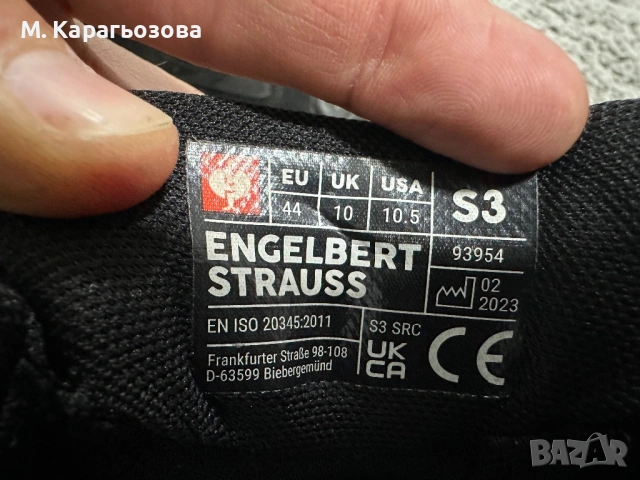 М. Карагьозова
EU UK USA
44 10 10.5
S3
ENGELBERT
STRAUSS
93954
02
2023
EN ISO 20345:2011
Frankfurter Straße 98-108
D-63599 Biebergemünd
S3 SRC
UK
CA
CE
BAZAR